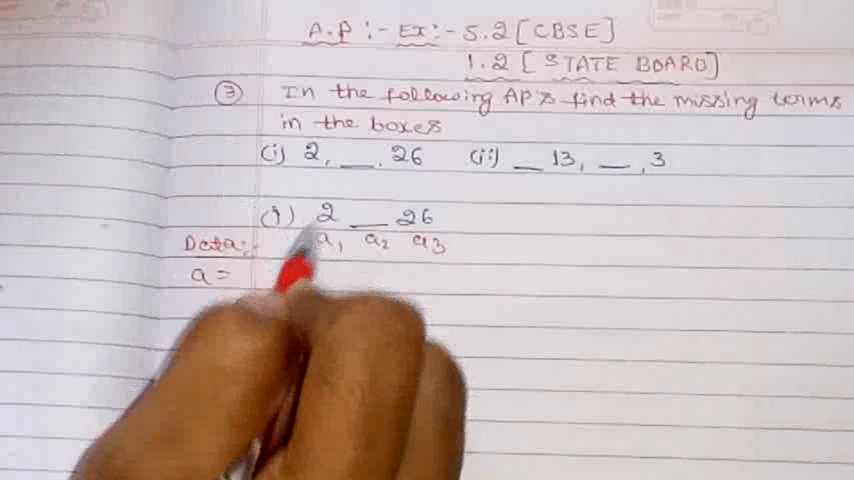 A.P :- Ex:- 5.2 [CBSE]
1.2 [STATE BOARD]
③ In the following AP's find the missing terms
in the boxes
(i) 2, __. 26 (ii) __ 13, __, 3
(i) 2 __ 26
Data:- a1 a2 a3
a =